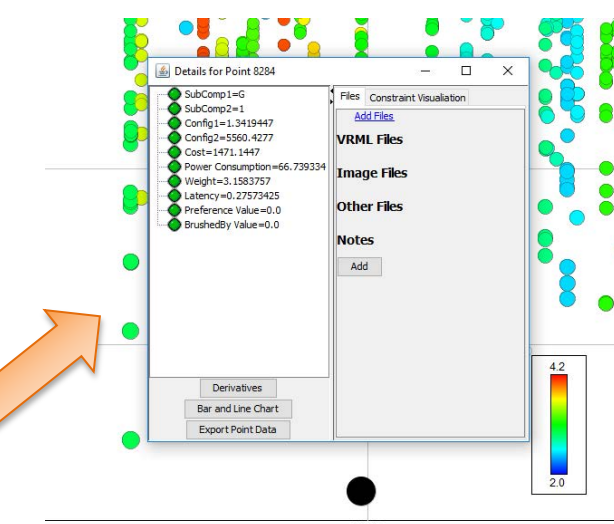 Details for Point 8284
SubComp1=G
SubComp2=1
Config1=1.3419447
Config2=5560.4277
Cost=1471.1447
Power Consumption=66.739334
Weight=3.1583757
Latency=0.27573425
Preference Value=0.0
BrushedBy Value=0.0
Derivatives
Bar and Line Chart
Export Point Data
Files Constraint Visualiation
Add Files
VRML Files
Image Files
Other Files
Notes
Add
4.2
2.0